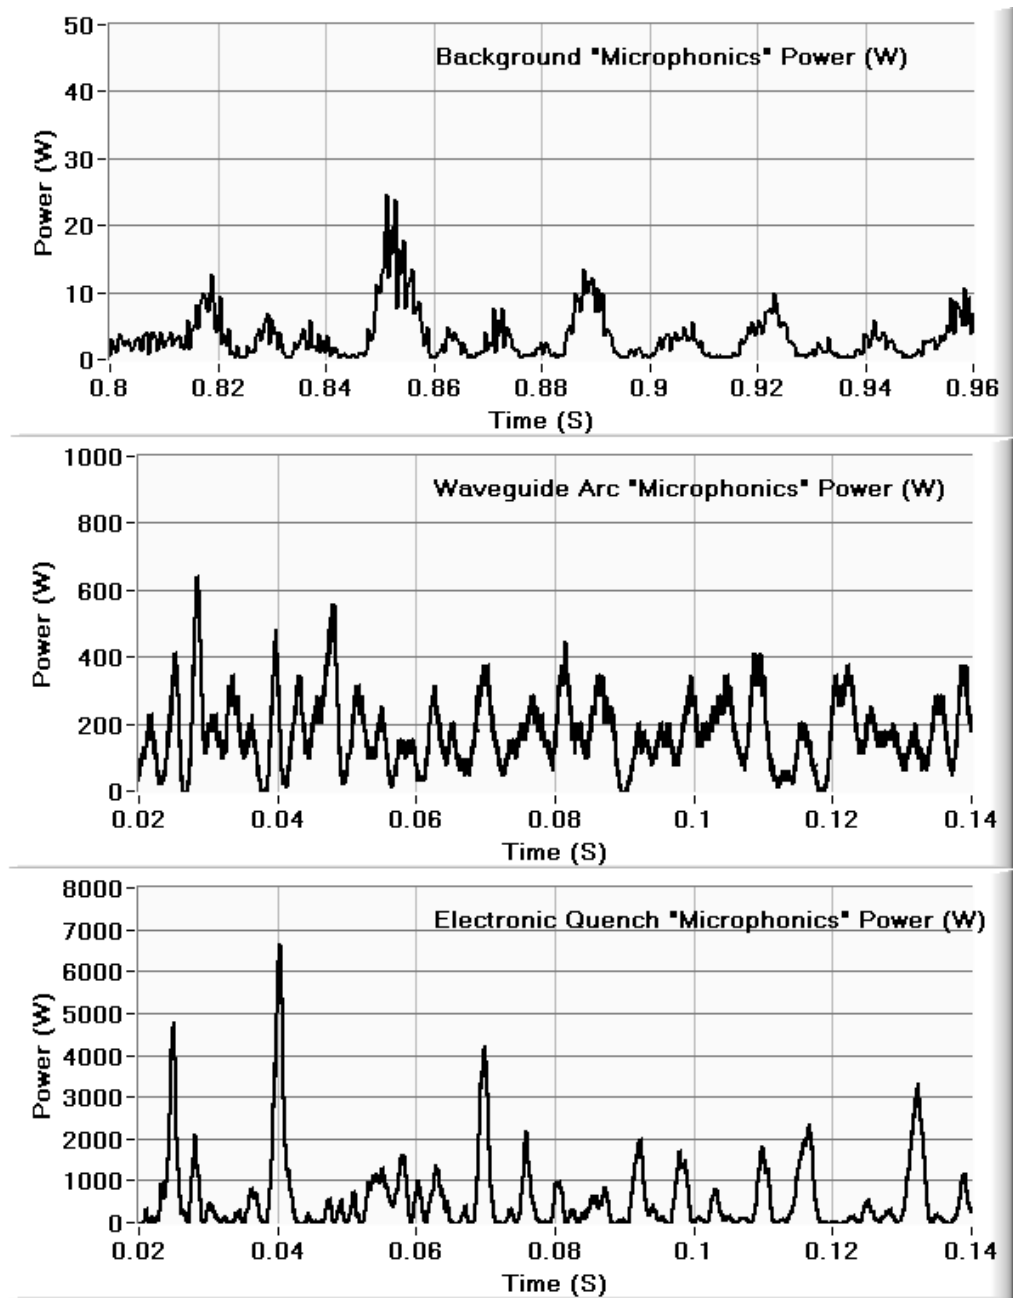 50
Background "Microphonics" Power (W)
40
30
Power (W)
20
10
0
0.8 0.82 0.84 0.86 0.88 0.9 0.92 0.94 0.96
Time (S)
1000
Waveguide Arc "Microphonics" Power (W)
800
600
Power (W)
400
200
0
0.02 0.04 0.06 0.08 0.1 0.12 0.14
Time (S)
8000
Electronic Quench "Microphonics" Power (W)
7000
6000
5000
Power (W)
4000
3000
2000
1000
0
0.02 0.04 0.06 0.08 0.1 0.12 0.14
Time (S)